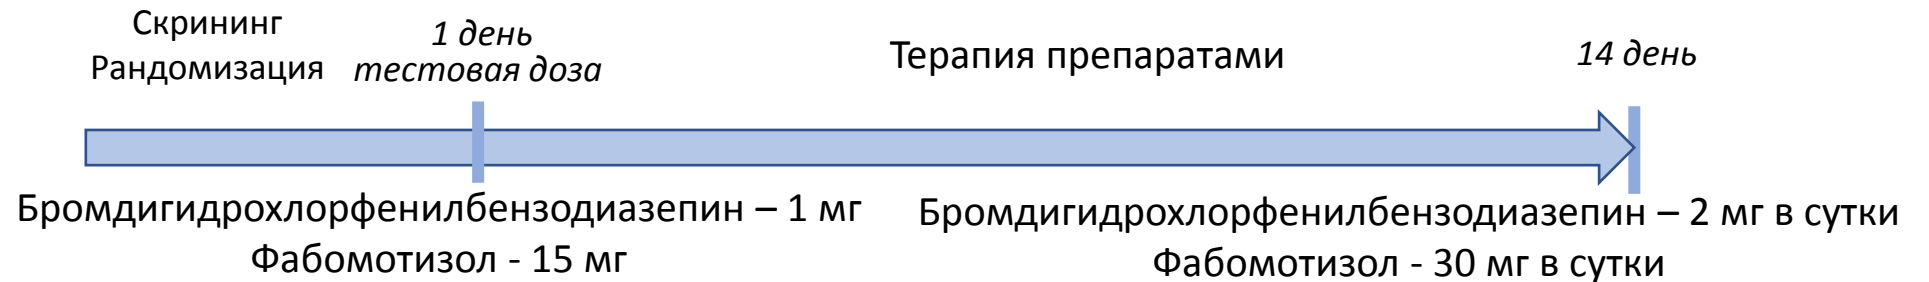 Скрининг
Рандомизация
1 день
тестовая доза
Терапия препаратами
14 день
Бромдигидрохлорфенилбензодиазепин – 1 мг
Фабомотизол - 15 мг
Бромдигидрохлорфенилбензодиазепин – 2 мг в сутки
Фабомотизол - 30 мг в сутки